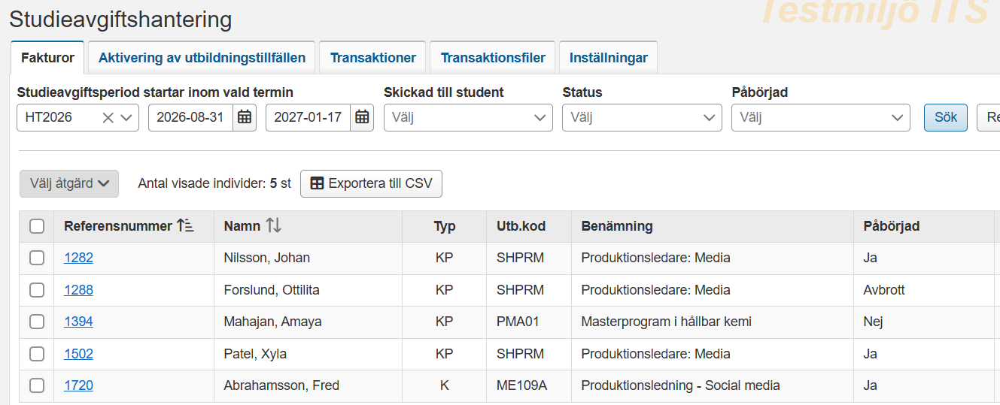 Testmiljö ITS
Studieavgiftshantering
Fakturor Aktivering av utbildningstillfällen Transaktioner Transaktionsfiler Inställningar
Studieavgiftsperiod startar inom vald termin Skickad till student Status Påbörjad
HT2026 2026-08-31 2027-01-17 Välj Välj Välj Sök Re
Välj åtgärd Antal visade individer: 5 st Exportera till CSV
Referensnummer Namn Typ Utb.kod Benämning Påbörjad
1282 Nilsson, Johan KP SHPRM Produktionsledare: Media Ja
1288 Forslund, Ottilita KP SHPRM Produktionsledare: Media Avbrott
1394 Mahajan, Amaya KP PMA01 Masterprogram i hållbar kemi Nej
1502 Patel, Xyla KP SHPRM Produktionsledare: Media Ja
1720 Abrahamsson, Fred K ME109A Produktionsledning - Social media Ja